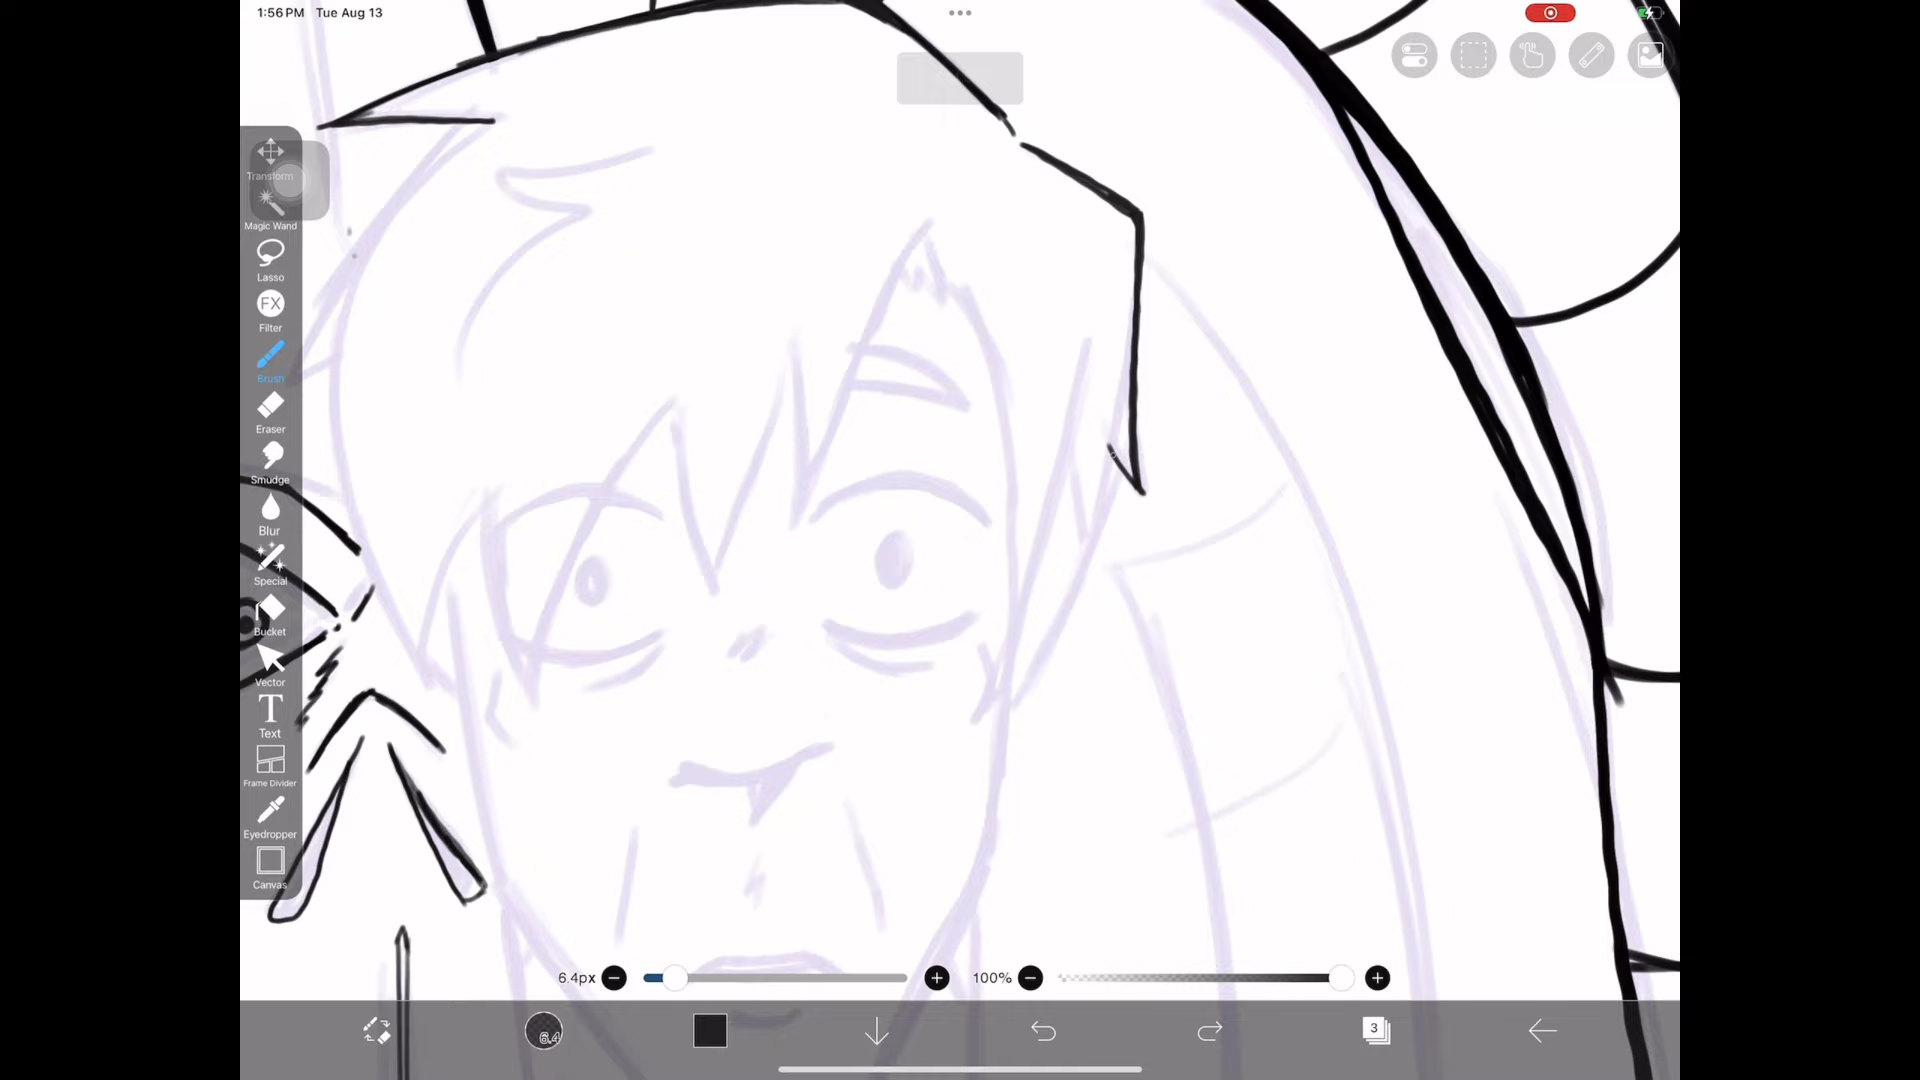 1:56 PM Tue Aug 13
Transform
Magic Wand
Lasso
FX
Filter
Brush
Eraser
Smudge
Blur
Special
Bucket
Vector
T
Text
Frame Divider
Eyedropper
Canvas
6.4px
100%
6.4
3